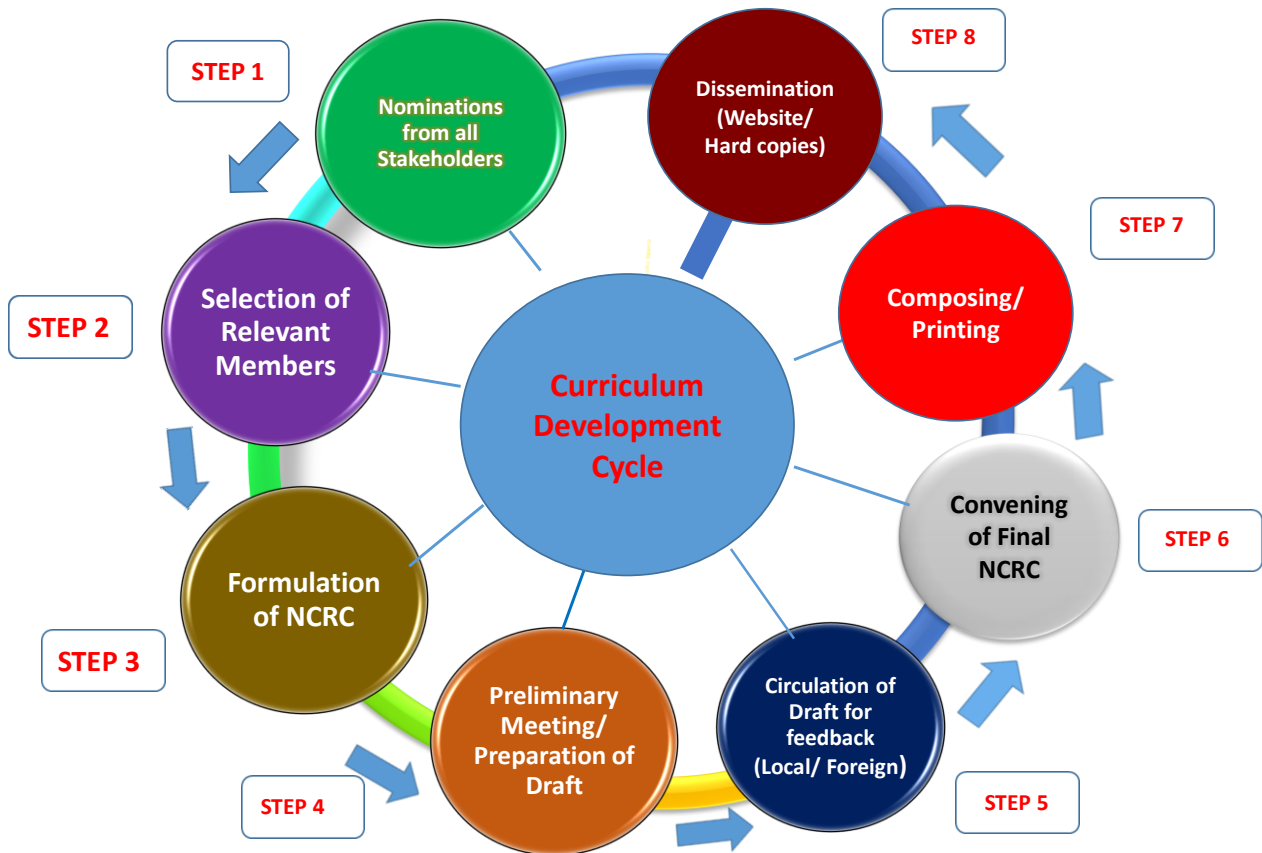 Curriculum
Development
Cycle
STEP 1
Nominations
from all
Stakeholders
STEP 2
Selection of
Relevant
Members
STEP 3
Formulation
of NCRC
STEP 4
Preliminary
Meeting/
Preparation of
Draft
STEP 5
Circulation of
Draft for
feedback
(Local/ Foreign)
STEP 6
Convening
of Final
NCRC
STEP 7
Composing/
Printing
STEP 8
Dissemination
(Website/
Hard copies)